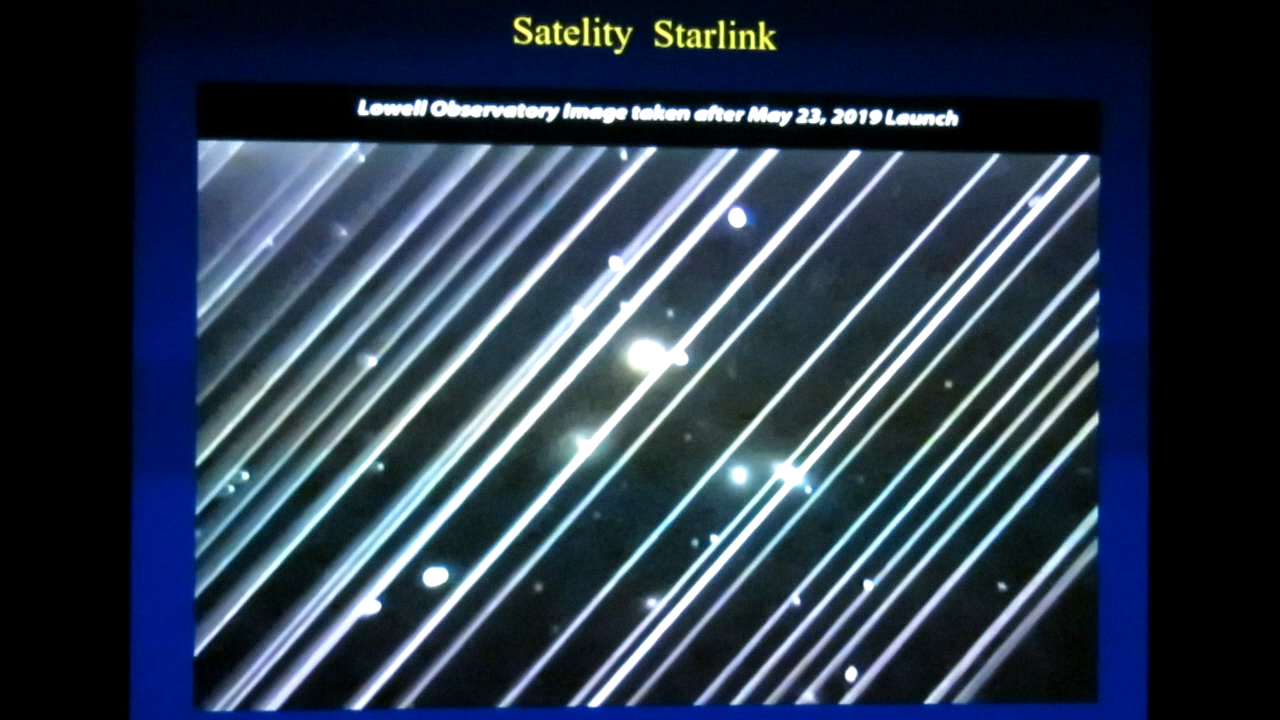 Satelity Starlink
Lowell Observatory image taken after May 23, 2019 Launch